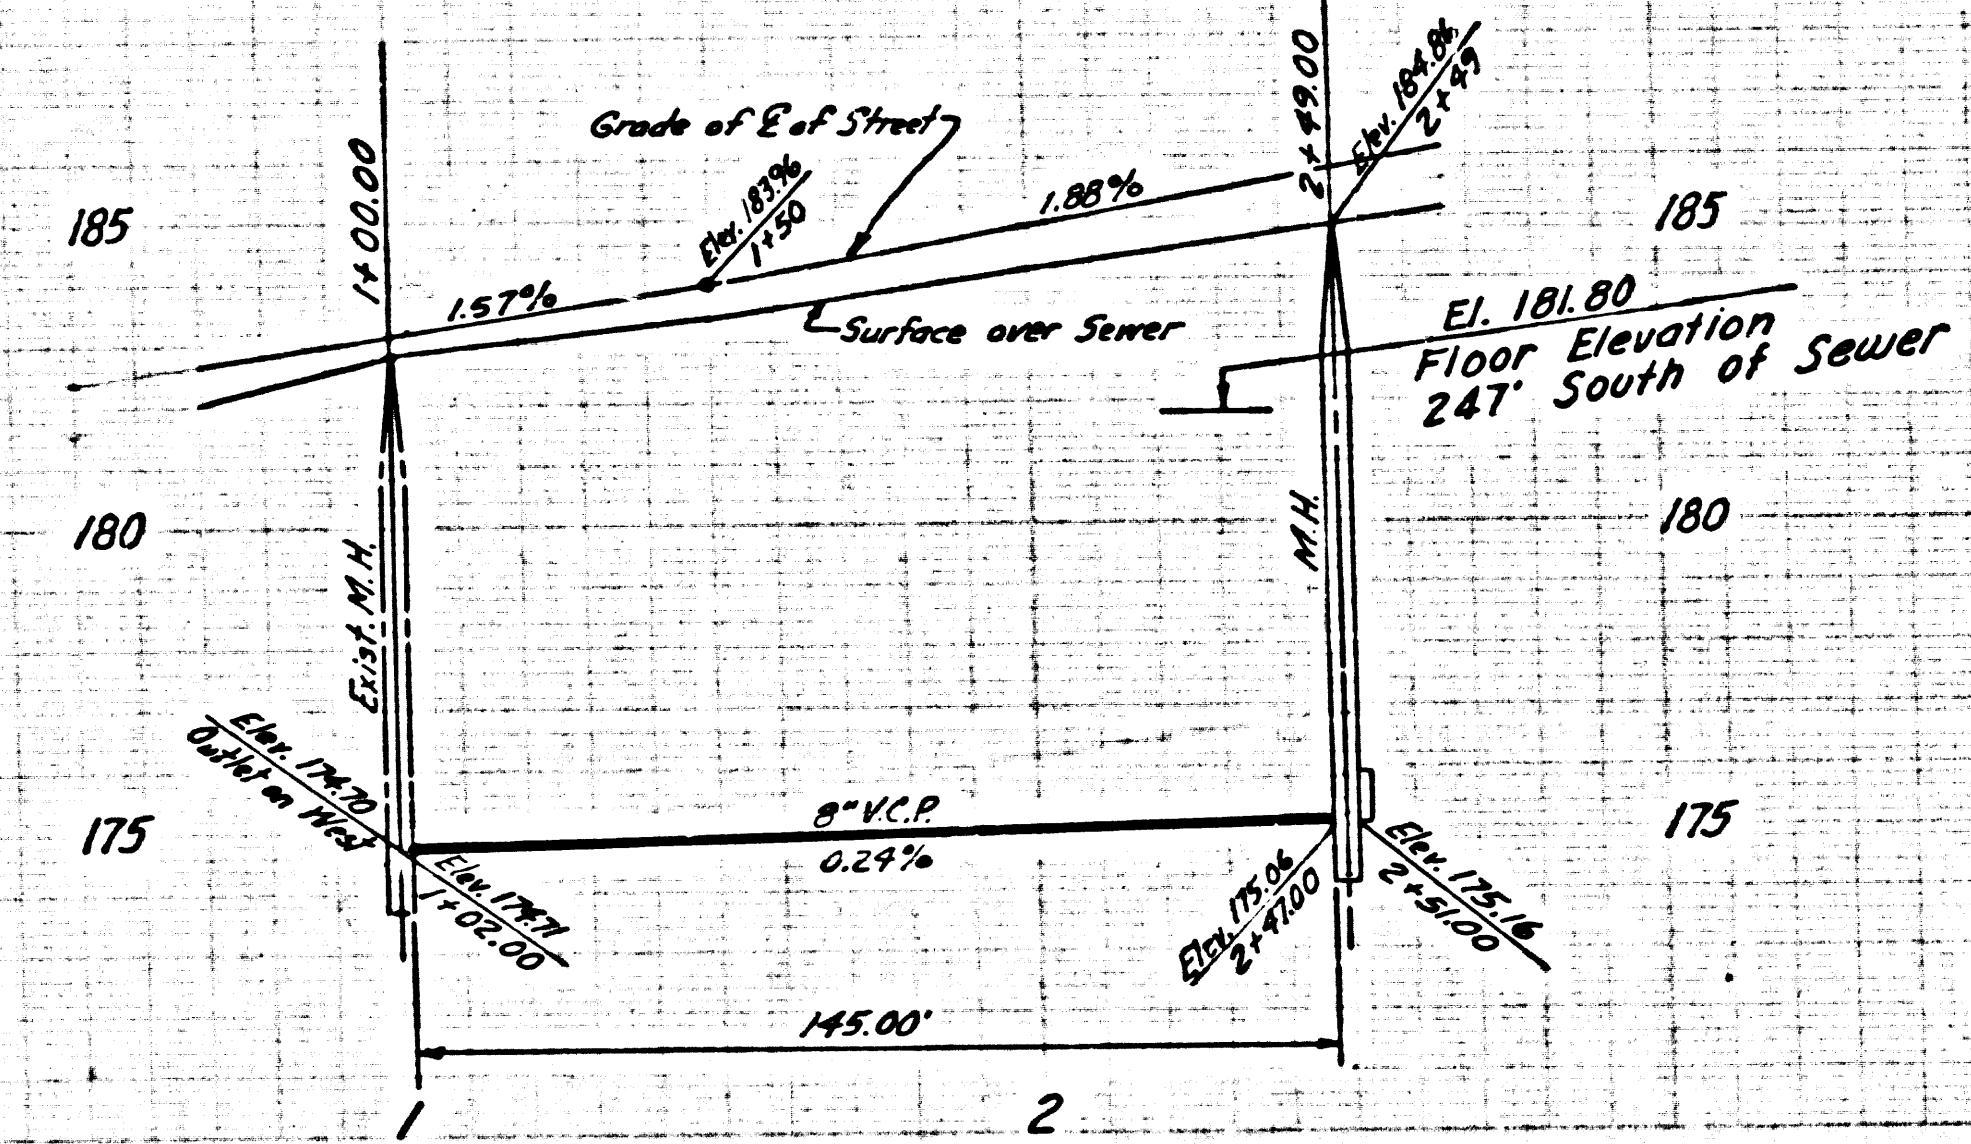 1+00.00
2+49.00
Elev. 184.86
2+49
Grade of ℄ of Street
Elev. 183.96
1+50
1.88%
185
185
1.57%
Surface over Sewer
El. 181.80
Floor Elevation
247' South of Sewer
180
180
Exist. M.H.
M.H.
Elev. 174.70
Outlet on West
175
8" V.C.P.
0.24%
175
Elev. 174.71
1+02.00
Elev. 175.06
2+47.00
Elev. 175.16
2+51.00
145.00'
1
2